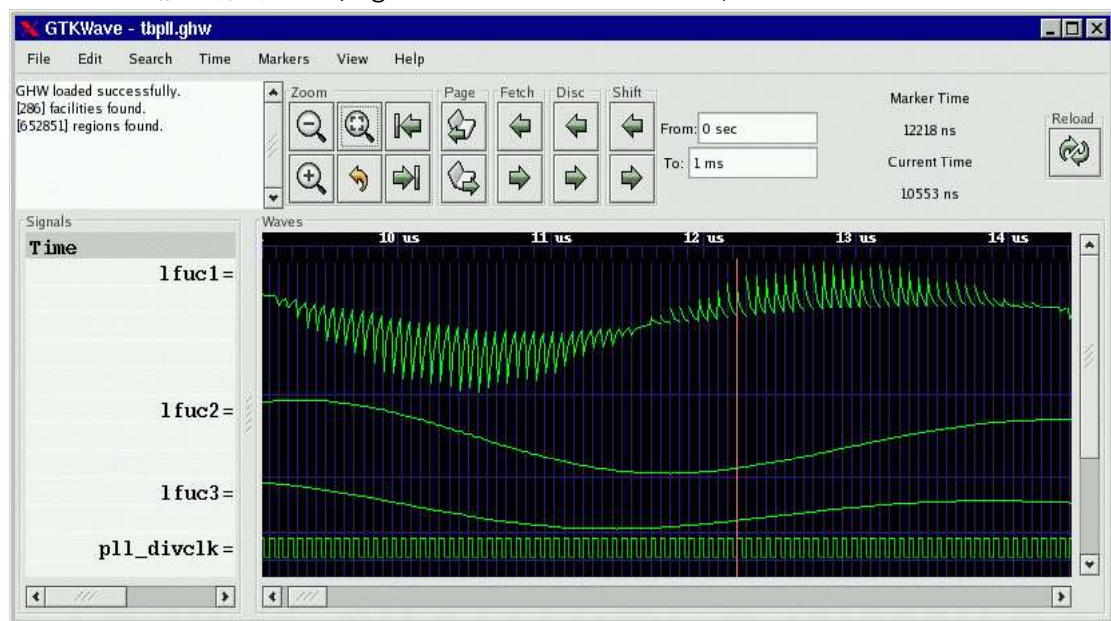 GTKWave - tbpll.ghw
File Edit Search Time Markers View Help
GHW loaded successfully.
[286] facilities found.
[652851] regions found.
Zoom Page Fetch Disc Shift
From: 0 sec
To: 1 ms
Marker Time
12218 ns
Current Time
10553 ns
Reload
Signals
Time
lfuc1=
lfuc2=
lfuc3=
pll_divclk=
Waves
10 us 11 us 12 us 13 us 14 us